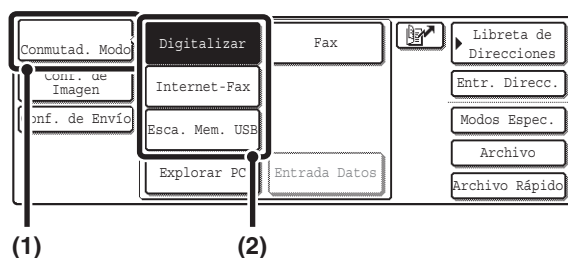 Conmutad. Modo
Digitalizar
Fax
Libreta de
Direcciones
Conf. de
Imagen
Internet-Fax
Entr. Direcc.
Conf. de Envío
Esca. Mem. USB
Modos Espec.
Archivo
Explorar PC
Entrada Datos
Archivo Rápido
(1)
(2)